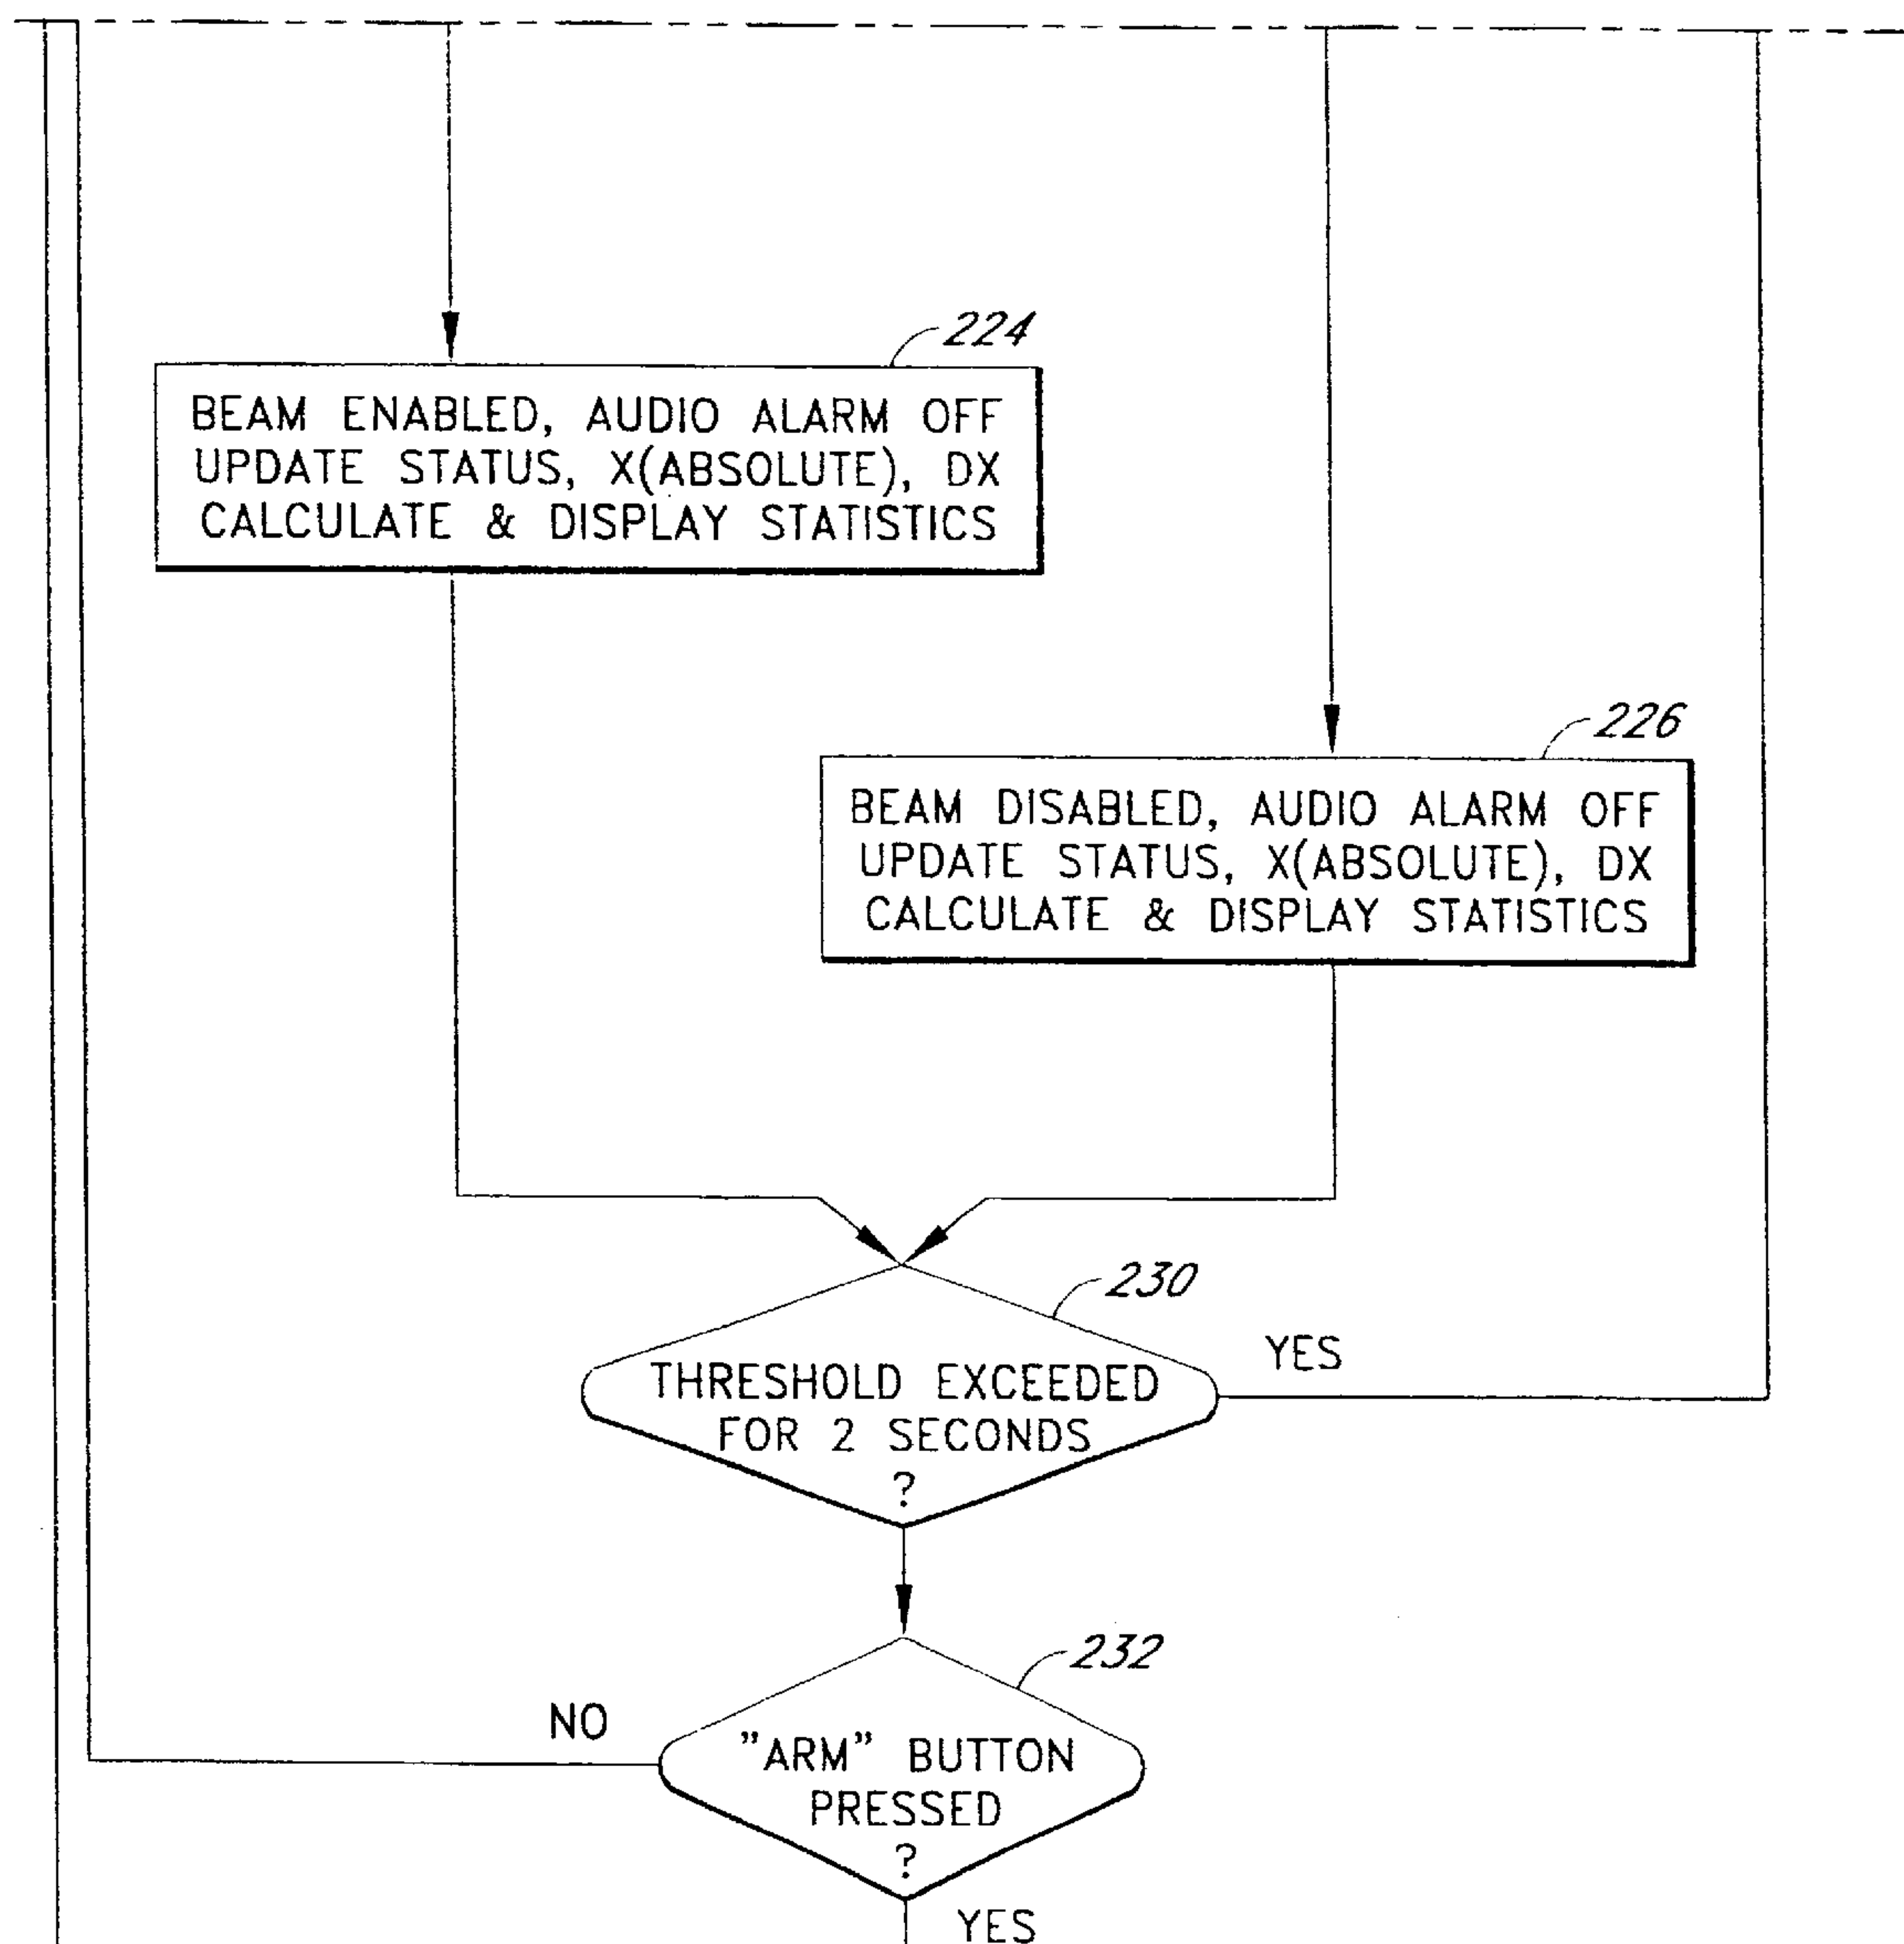 224
BEAM ENABLED, AUDIO ALARM OFF
UPDATE STATUS, X(ABSOLUTE), DX
CALCULATE & DISPLAY STATISTICS
226
BEAM DISABLED, AUDIO ALARM OFF
UPDATE STATUS, X(ABSOLUTE), DX
CALCULATE & DISPLAY STATISTICS
230
YES
THRESHOLD EXCEEDED
FOR 2 SECONDS
?
232
NO
"ARM" BUTTON
PRESSED
?
YES